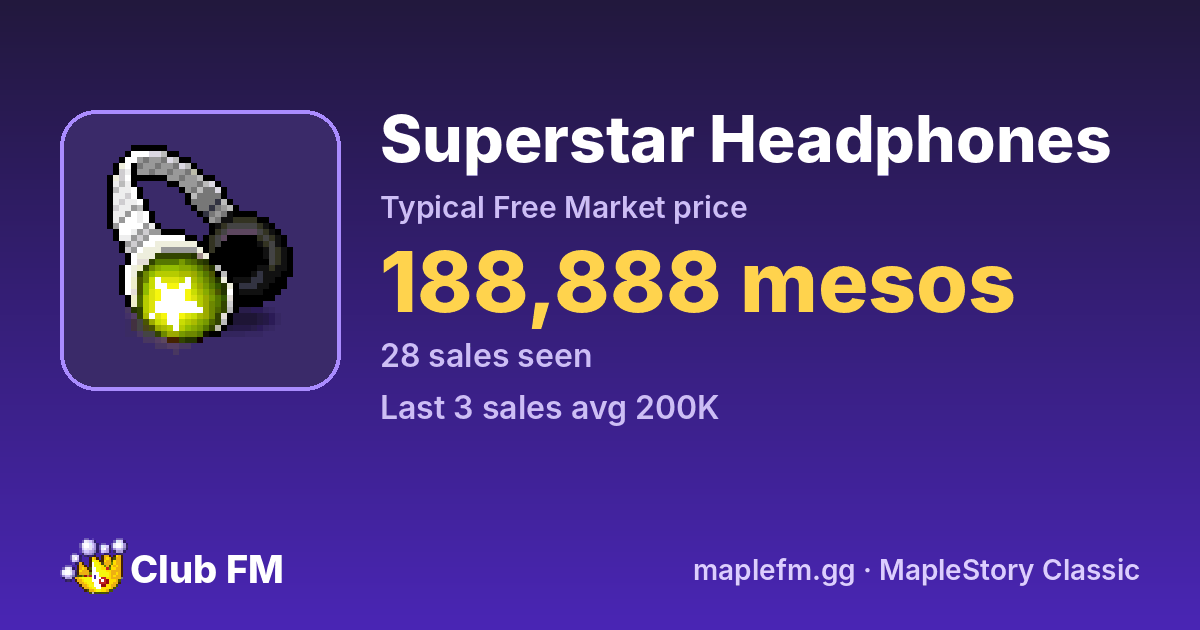 Superstar Headphones
Typical Free Market price
188,888 mesos
28 sales seen
Last 3 sales avg 200K
Club FM
maplefm.gg · MapleStory Classic